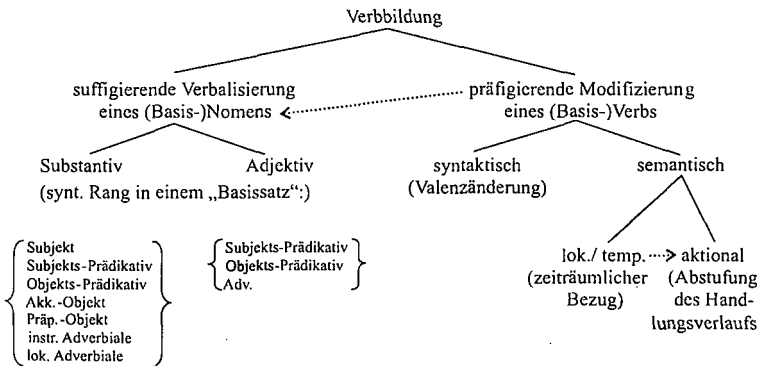 Verbbildung
suffigierende Verbalisierung
eines (Basis-)Nomens
präfigierende Modifizierung
eines (Basis-)Verbs
Substantiv
Adjektiv
(synt. Rang in einem „Basissatz“:)
syntaktisch
(Valenzänderung)
semantisch
Subjekt
Subjekts-Prädikativ
Objekts-Prädikativ
Akk.-Objekt
Präp.-Objekt
instr. Adverbiale
lok. Adverbiale
Subjekts-Prädikativ
Objekts-Prädikativ
Adv.
lok./ temp.
(zeiträumlicher
Bezug)
aktional
(Abstufung
des Hand-
lungsverlaufs